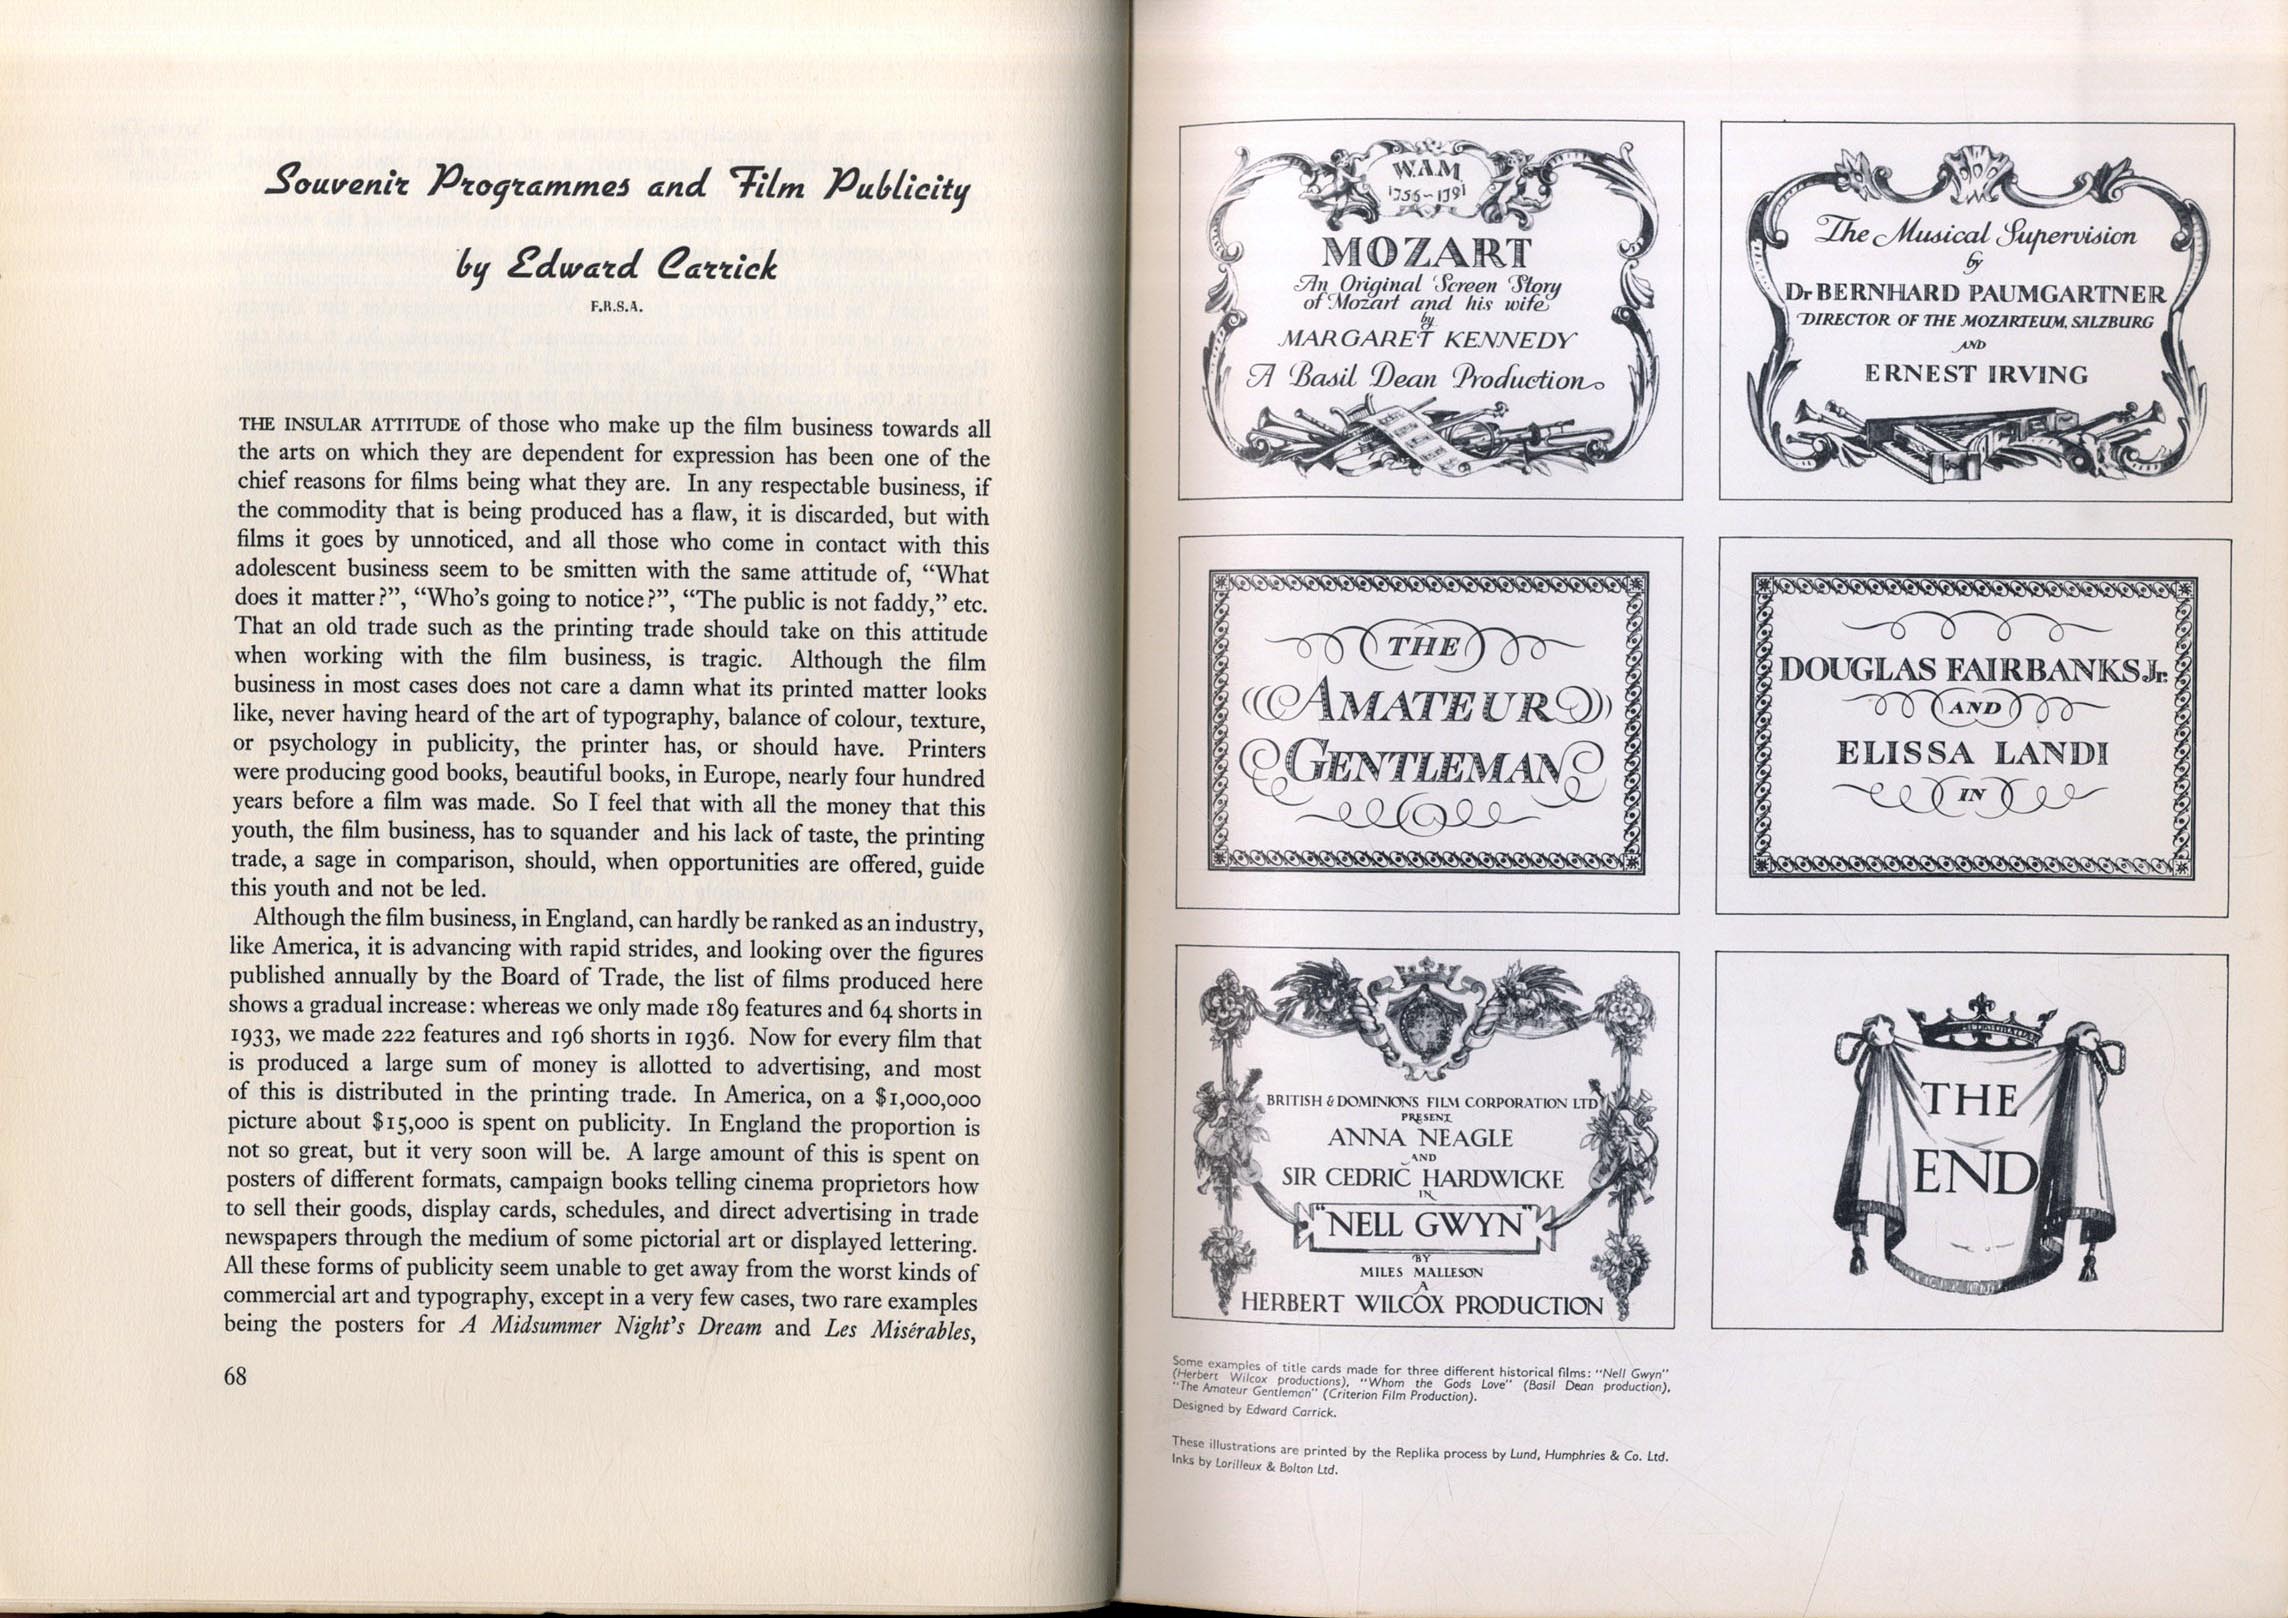 Souvenir Programmes and Film Publicity
by Edward Carrick
F.R.S.A.
THE INSULAR ATTITUDE of those who make up the film business towards all
the arts on which they are dependent for expression has been one of the
chief reasons for films being what they are. In any respectable business, if
the commodity that is being produced has a flaw, it is discarded, but with
films it goes by unnoticed, and all those who come in contact with this
adolescent business seem to be smitten with the same attitude of, “What
does it matter?”, “Who's going to notice?”, “The public is not faddy,” etc.
That an old trade such as the printing trade should take on this attitude
when working with the film business, is tragic. Although the film
business in most cases does not care a damn what its printed matter looks
like, never having heard of the art of typography, balance of colour, texture,
or psychology in publicity, the printer has, or should have. Printers
were producing good books, beautiful books, in Europe, nearly four hundred
years before a film was made. So I feel that with all the money that this
youth, the film business, has to squander and his lack of taste, the printing
trade, a sage in comparison, should, when opportunities are offered, guide
this youth and not be led.
Although the film business, in England, can hardly be ranked as an industry,
like America, it is advancing with rapid strides, and looking over the figures
published annually by the Board of Trade, the list of films produced here
shows a gradual increase: whereas we only made 189 features and 64 shorts in
1933, we made 222 features and 196 shorts in 1936. Now for every film that
is produced a large sum of money is allotted to advertising, and most
of this is distributed in the printing trade. In America, on a $1,000,000
picture about $15,000 is spent on publicity. In England the proportion is
not so great, but it very soon will be. A large amount of this is spent on
posters of different formats, campaign books telling cinema proprietors how
to sell their goods, display cards, schedules, and direct advertising in trade
newspapers through the medium of some pictorial art or displayed lettering.
All these forms of publicity seem unable to get away from the worst kinds of
commercial art and typography, except in a very few cases, two rare examples
being the posters for A Midsummer Night's Dream and Les Misérables,
68
W.A.M
1756-1791
MOZART
An Original Screen Story
of Mozart and his wife
by
MARGARET KENNEDY
A Basil Dean Production
The Musical Supervision
by
Dr BERNHARD PAUMGARTNER
DIRECTOR OF THE MOZARTEUM, SALZBURG
AND
ERNEST IRVING
THE
AMATEUR
GENTLEMAN
DOUGLAS FAIRBANKS Jr.
AND
ELISSA LANDI
IN
BRITISH & DOMINIONS FILM CORPORATION LTD
PRESENT
ANNA NEAGLE
AND
SIR CEDRIC HARDWICKE
IN
"NELL GWYN"
BY
MILES MALLESON
A
HERBERT WILCOX PRODUCTION
THE
END
Some examples of title cards made for three different historical films: “Nell Gwyn”
(Herbert Wilcox productions), “Whom the Gods Love” (Basil Dean production),
“The Amateur Gentleman” (Criterion Film Production).
Designed by Edward Carrick.
These illustrations are printed by the Replika process by Lund, Humphries & Co. Ltd.
Inks by Lorilleux & Bolton Ltd.